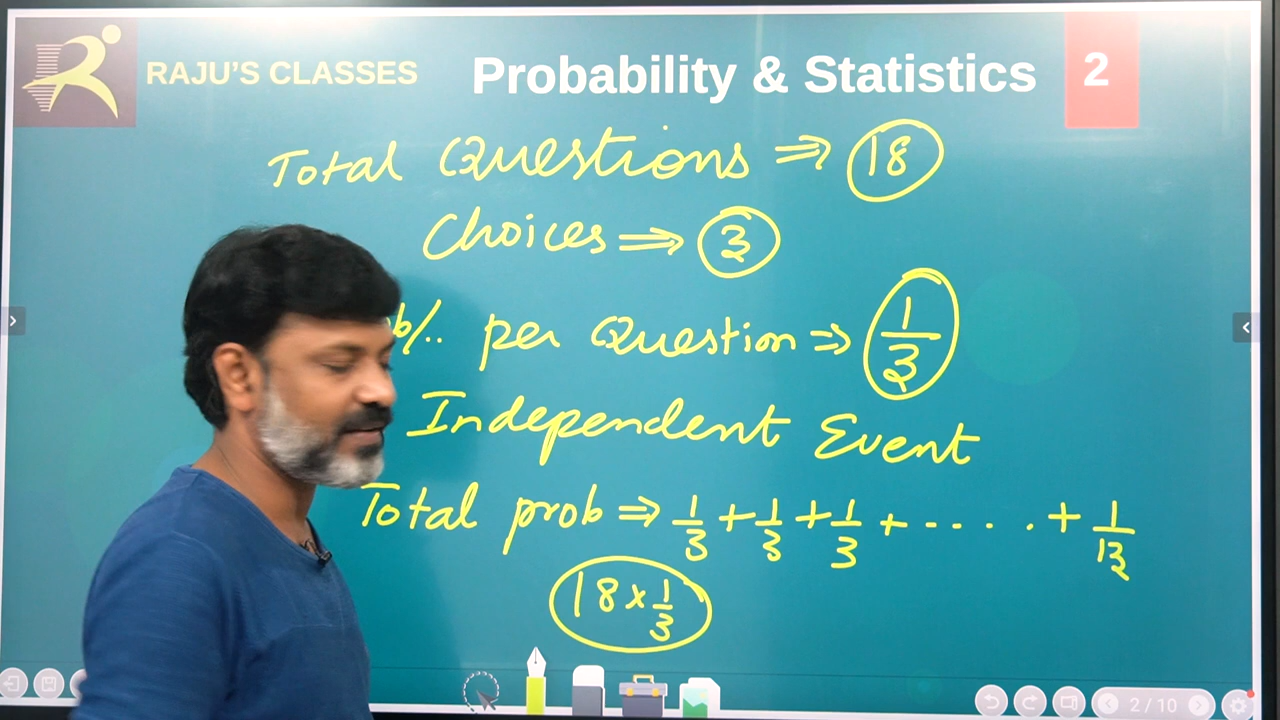 RAJU'S CLASSES
Probability & Statistics
2
Total Questions ⇒ 18
Choices ⇒ 3
per Question ⇒ 1/3
Independent Event
Total prob ⇒ 1/3 + 1/3 + 1/3 + ----- + 1/
18 × 1/3
2 / 10